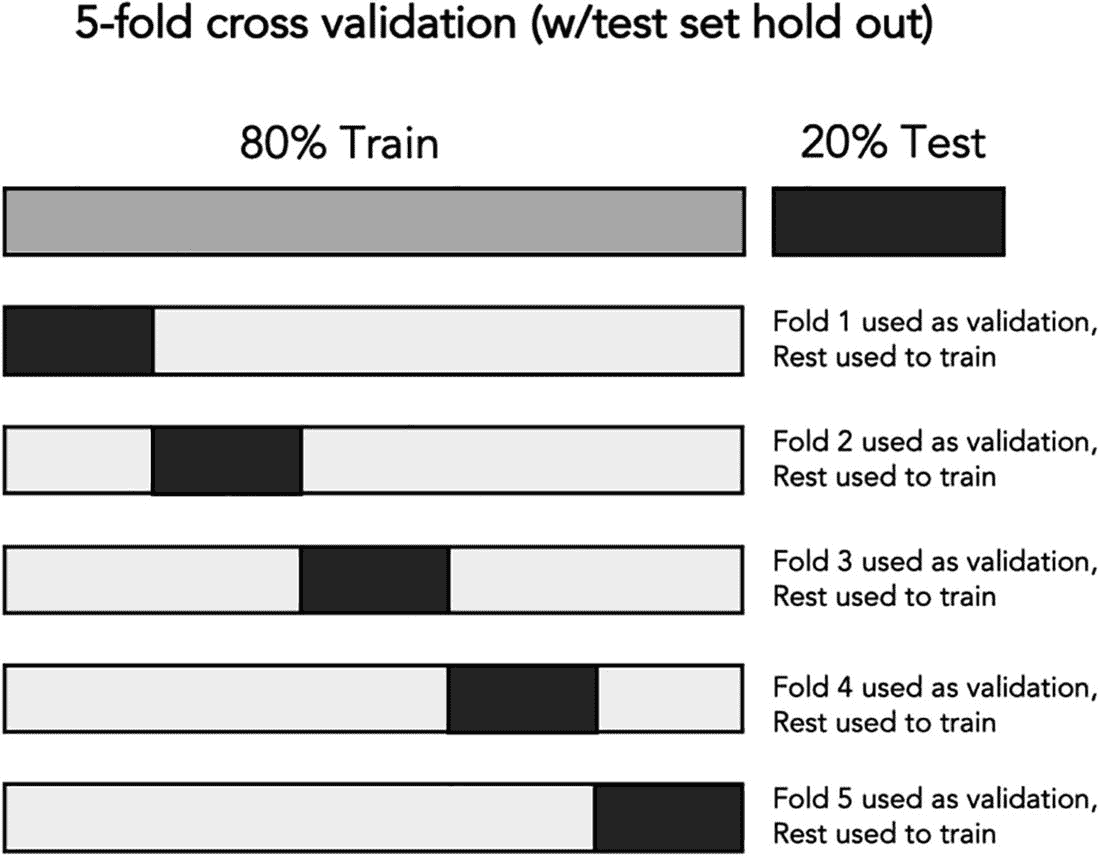 5-fold cross validation (w/test set hold out)
80% Train
20% Test
Fold 1 used as validation,
Rest used to train
Fold 2 used as validation,
Rest used to train
Fold 3 used as validation,
Rest used to train
Fold 4 used as validation,
Rest used to train
Fold 5 used as validation,
Rest used to train